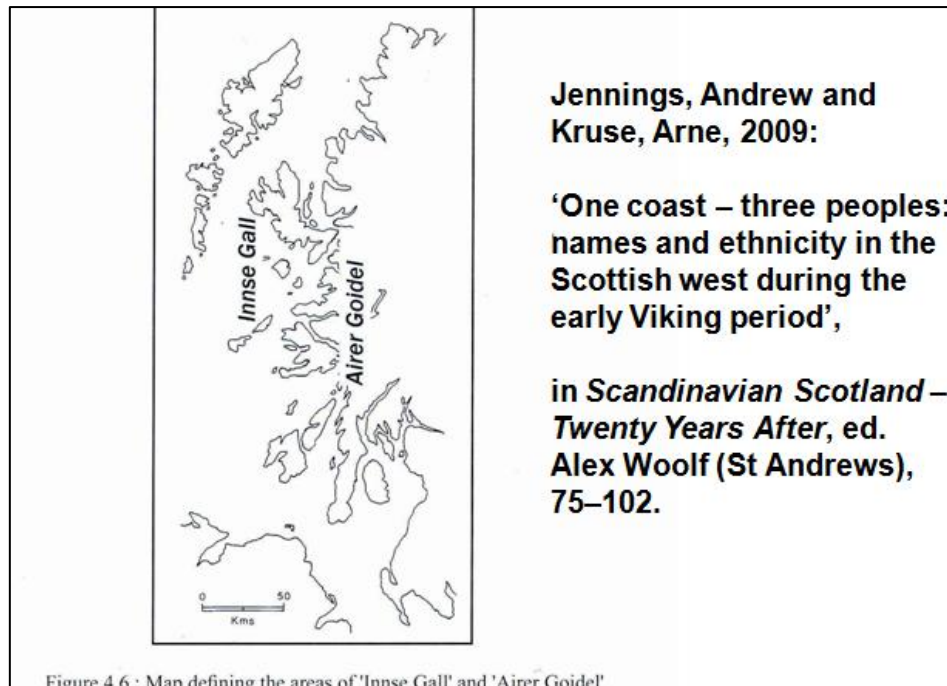 Innse Gall
Airer Goidel
0 50
Kms
Jennings, Andrew and
Kruse, Arne, 2009:
‘One coast – three peoples:
names and ethnicity in the
Scottish west during the
early Viking period’,
in Scandinavian Scotland –
Twenty Years After, ed.
Alex Woolf (St Andrews),
75–102.
Figure 4.6 : Map defining the areas of 'Innse Gall' and 'Airer Goidel'